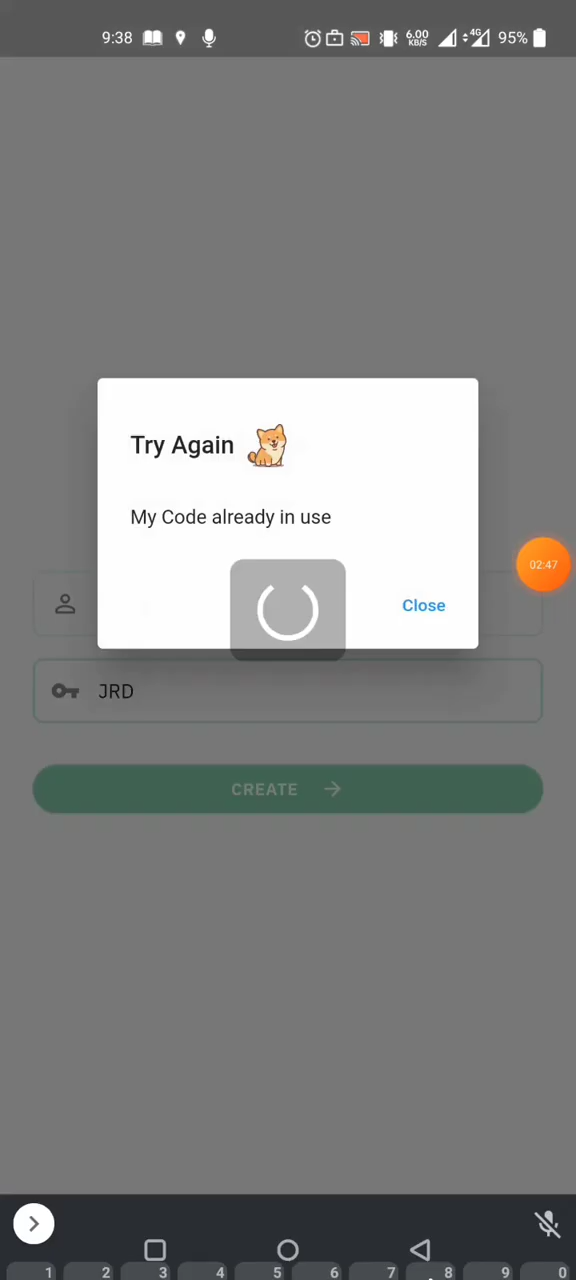 9:38
6.00
KB/S
4G
95%
Try Again
My Code already in use
02:47
Close
JRD
CREATE
1 2 3 4 5 6 7 8 9 0